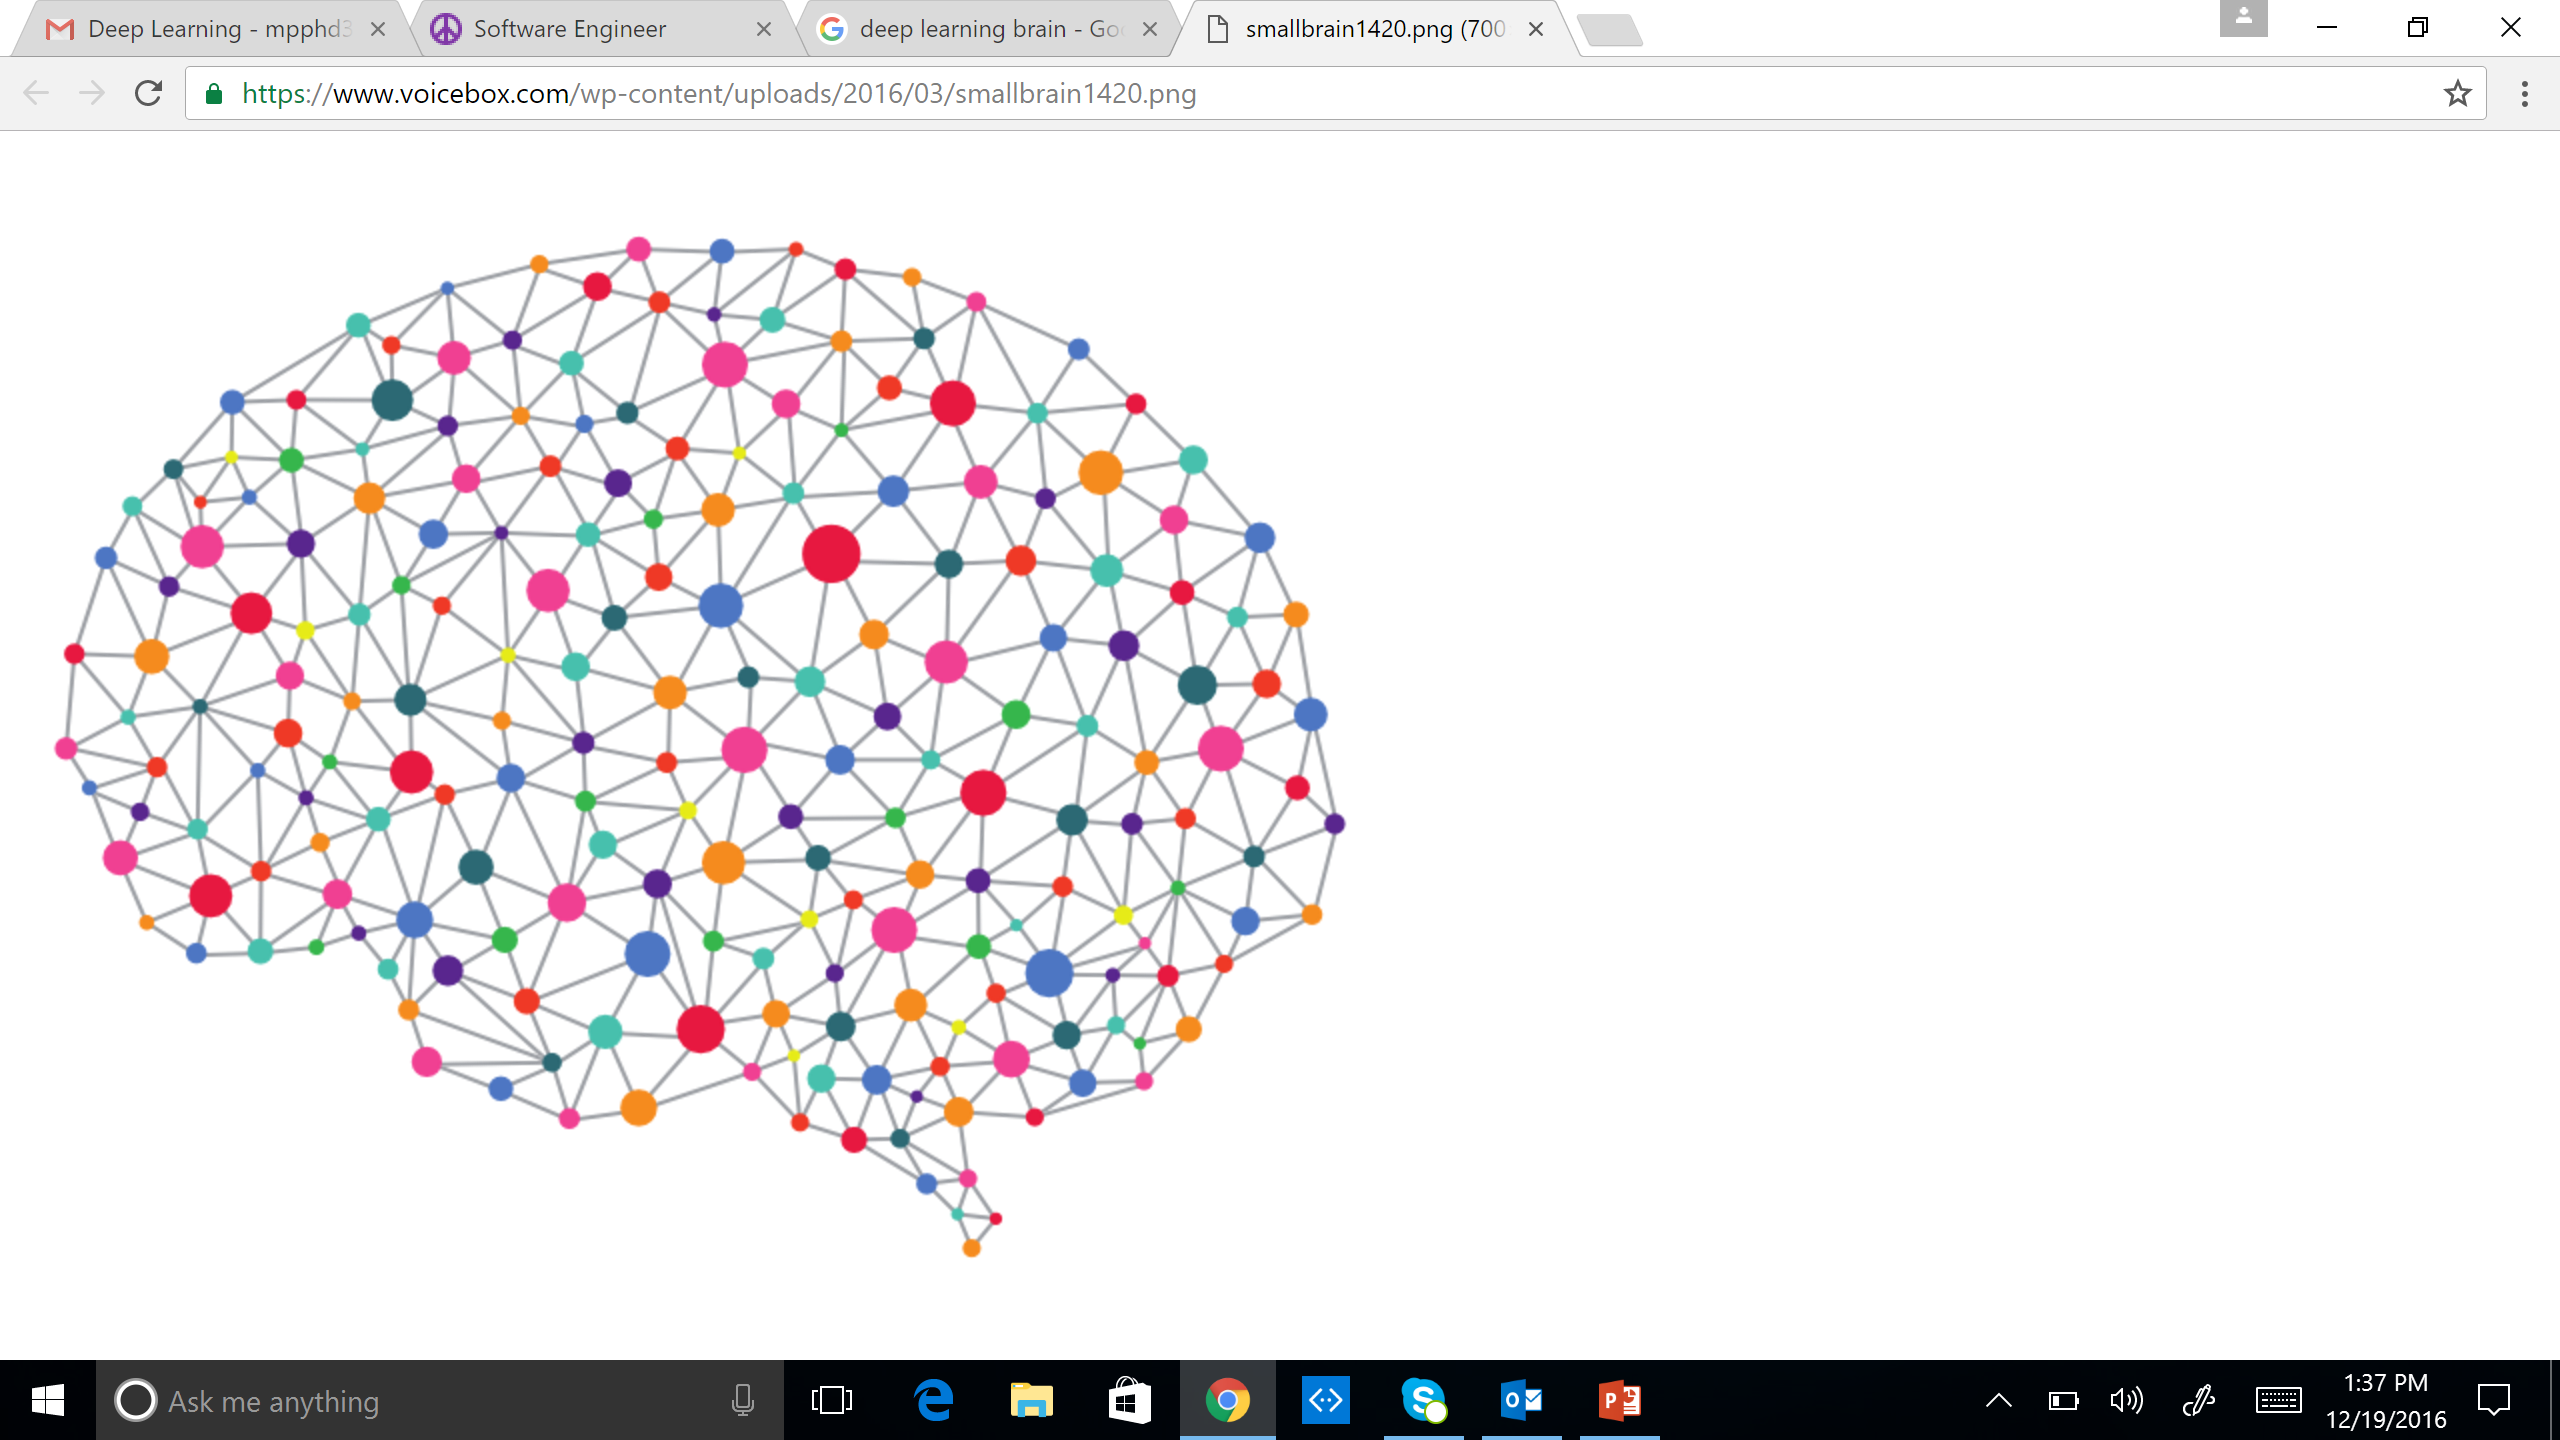 Deep Learning - mpphd3
Software Engineer
deep learning brain - Goo
smallbrain1420.png (700
https://www.voicebox.com/wp-content/uploads/2016/03/smallbrain1420.png
Ask me anything
1:37 PM
12/19/2016